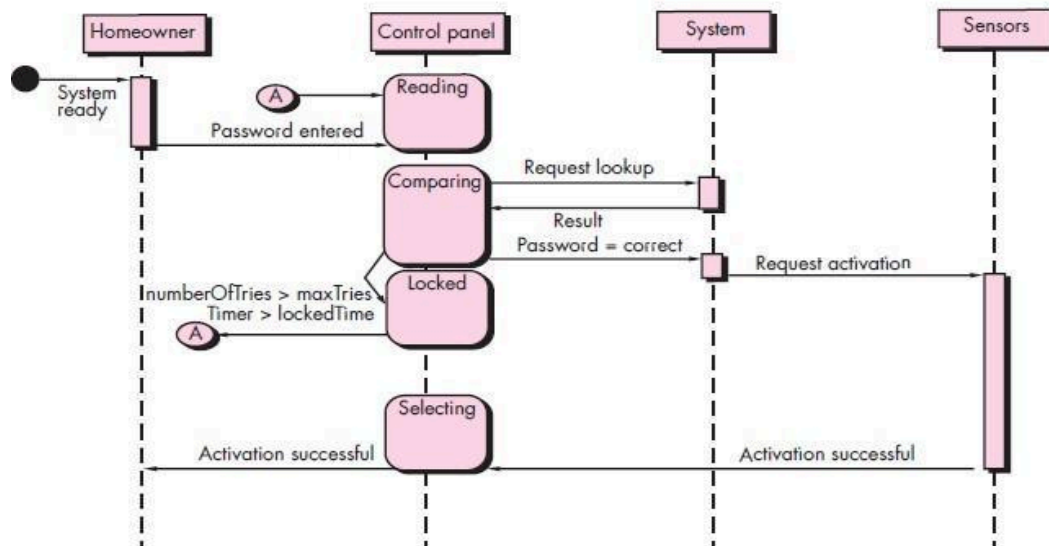 Homeowner
Control panel
System
Sensors
System
ready
A
Reading
Password entered
Comparing
Request lookup
Result
Password = correct
Request activation
Locked
numberOfTries > maxTries
Timer > lockedTime
A
Selecting
Activation successful
Activation successful